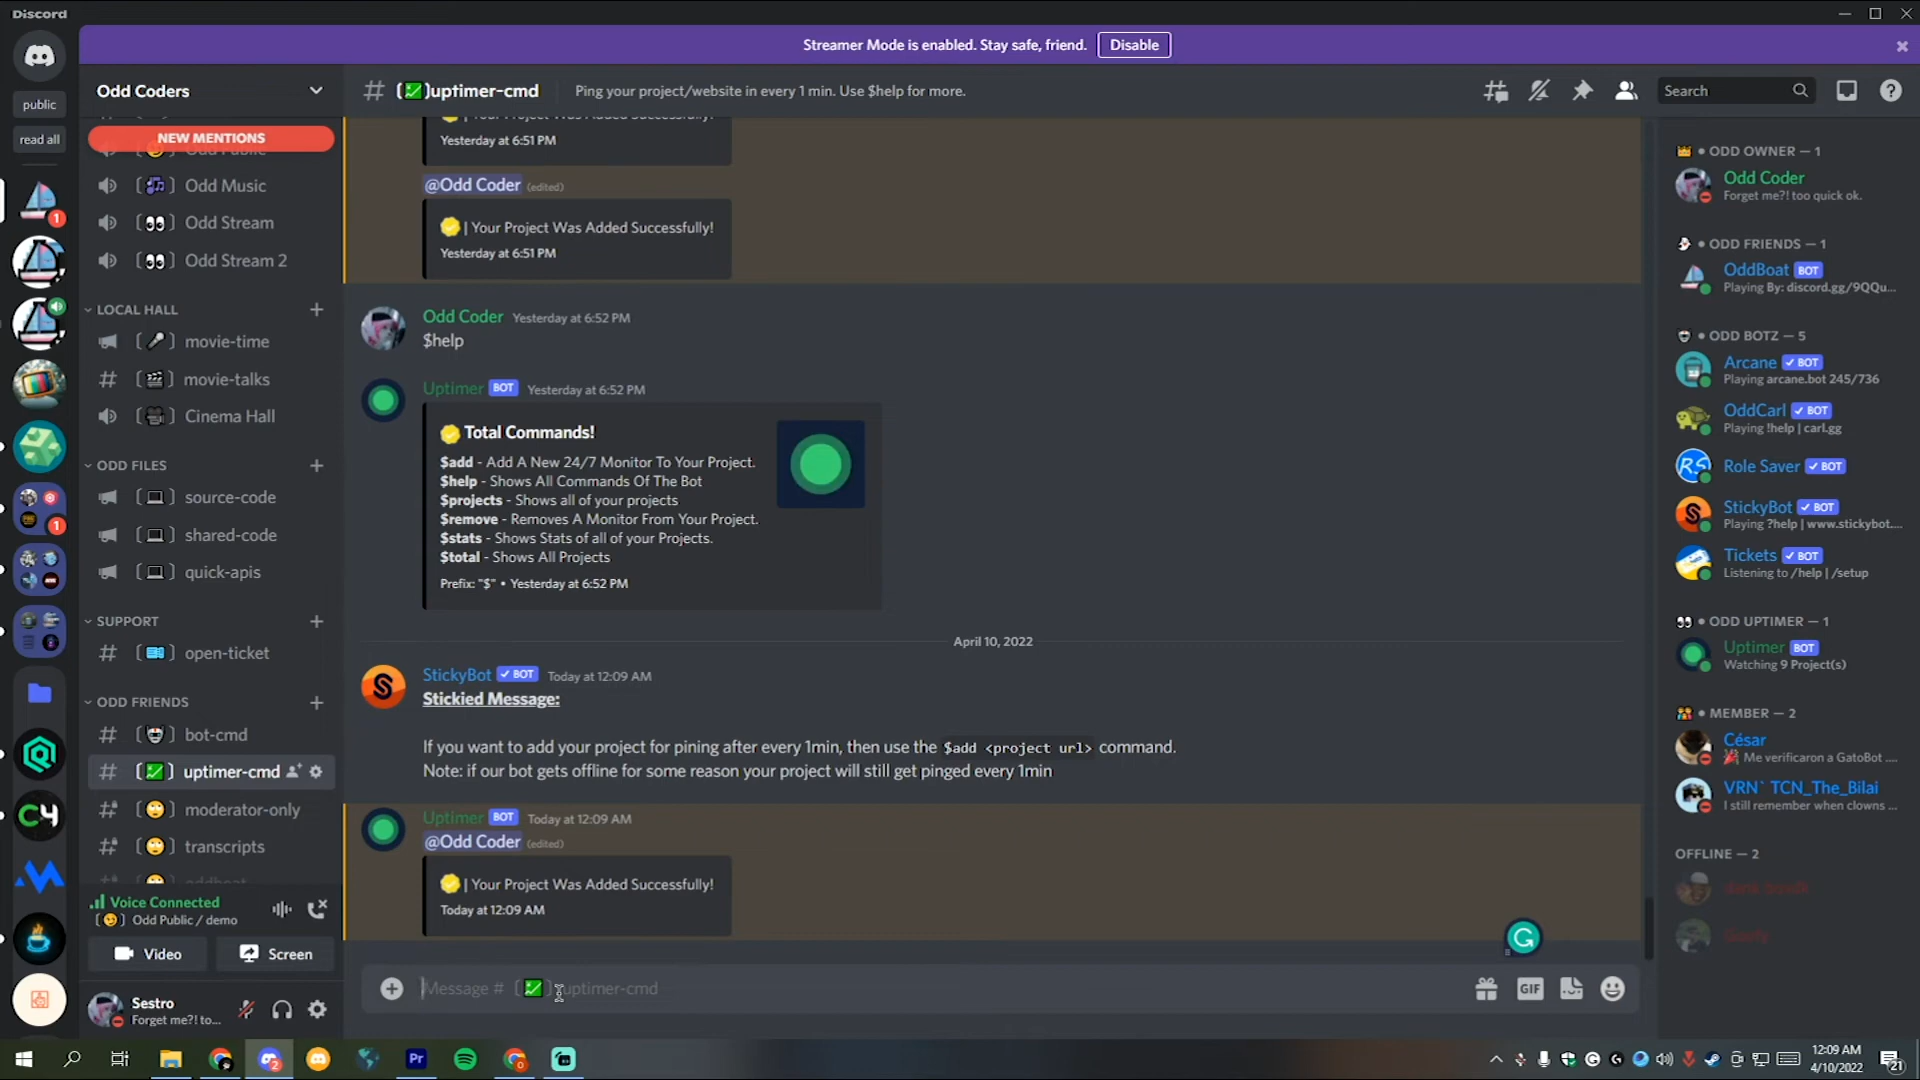 Discord
Streamer Mode is enabled. Stay safe, friend. Disable
public
read all
Odd Coders
NEW MENTIONS
Odd Public
Odd Music
Odd Stream
Odd Stream 2
LOCAL HALL
movie-time
movie-talks
Cinema Hall
ODD FILES
source-code
shared-code
quick-apis
SUPPORT
open-ticket
ODD FRIENDS
bot-cmd
uptimer-cmd
moderator-only
transcripts
oddboat
Voice Connected
Odd Public / demo
Video
Screen
Sestro
Forget me?! to...
# [✅]uptimer-cmd
Ping your project/website in every 1 min. Use $help for more.
Search
| Your Project Was Added Successfully!
Yesterday at 6:51 PM
@Odd Coder (edited)
| Your Project Was Added Successfully!
Yesterday at 6:51 PM
Odd Coder Yesterday at 6:52 PM
$help
Uptimer BOT Yesterday at 6:52 PM
Total Commands!
$add - Add A New 24/7 Monitor To Your Project.
$help - Shows All Commands Of The Bot
$projects - Shows all of your projects
$remove - Removes A Monitor From Your Project.
$stats - Shows Stats of all of your Projects.
$total - Shows All Projects
Prefix: "$" • Yesterday at 6:52 PM
April 10, 2022
StickyBot ✓ BOT Today at 12:09 AM
Stickied Message:
If you want to add your project for pining after every 1min, then use the $add <project url> command.
Note: if our bot gets offline for some reason your project will still get pinged every 1min
Uptimer BOT Today at 12:09 AM
@Odd Coder (edited)
| Your Project Was Added Successfully!
Today at 12:09 AM
Message # uptimer-cmd
GIF
• ODD OWNER — 1
Odd Coder
Forget me?! too quick ok.
• ODD FRIENDS — 1
OddBoat BOT
Playing By: discord.gg/9QQu...
• ODD BOTZ — 5
Arcane ✓ BOT
Playing arcane.bot 245/736
OddCarl ✓ BOT
Playing !help | carl.gg
Role Saver ✓ BOT
StickyBot ✓ BOT
Playing ?help | www.stickybot....
Tickets ✓ BOT
Listening to /help | /setup
• ODD UPTIMER — 1
Uptimer BOT
Watching 9 Project(s)
• MEMBER — 2
César
Me verificaron a GatoBot ....
VRN` TCN_The_Bilai
I still remember when clowns ...
OFFLINE — 2
12:09 AM
4/10/2022
21